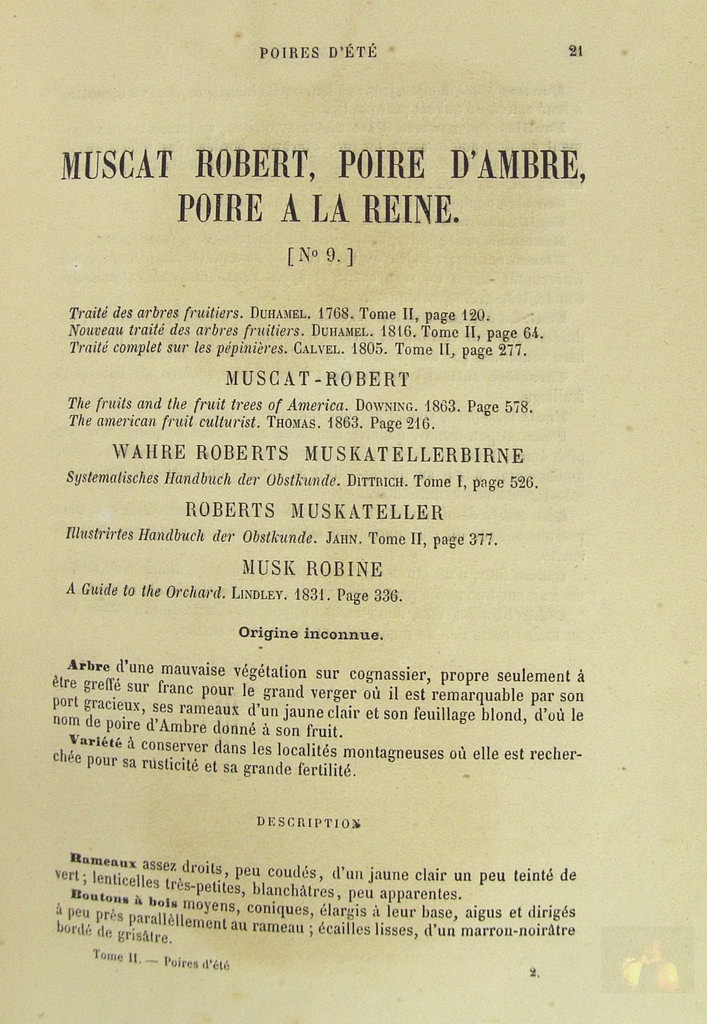 POIRES D'ÉTÉ 21
MUSCAT ROBERT, POIRE D'AMBRE,
POIRE A LA REINE.
[ No 9. ]
Traité des arbres fruitiers. DUHAMEL. 1768. Tome II, page 120.
Nouveau traité des arbres fruitiers. DUHAMEL. 1816. Tome II, page 64.
Traité complet sur les pépinières. CALVEL. 1805. Tome II, page 277.
MUSCAT-ROBERT
The fruits and the fruit trees of America. DOWNING. 1863. Page 578.
The american fruit culturist. THOMAS. 1863. Page 216.
WAHRE ROBERTS MUSKATELLERBIRNE
Systematisches Handbuch der Obstkunde. DITTRICH. Tome I, page 526.
ROBERTS MUSKATELLER
Illustrirtes Handbuch der Obstkunde. JAHN. Tome II, page 377.
MUSK ROBINE
A Guide to the Orchard. LINDLEY. 1831. Page 336.
Origine inconnue.
Arbre d'une mauvaise végétation sur cognassier, propre seulement à
être greffé sur franc pour le grand verger où il est remarquable par son
port gracieux, ses rameaux d'un jaune clair et son feuillage blond, d'où le
nom de poire d'Ambre donné à son fruit.
Variété à conserver dans les localités montagneuses où elle est recher-
chée pour sa rusticité et sa grande fertilité.
DESCRIPTION
Rameaux assez droits, peu coudés, d'un jaune clair un peu teinté de
vert ; lenticelles très-petites, blanchâtres, peu apparentes.
Boutons à bois moyens, coniques, élargis à leur base, aigus et dirigés
à peu près parallèllement au rameau ; écailles lisses, d'un marron-noirâtre
bordé de grisâtre.
Tome II. — Poires d'été 2.